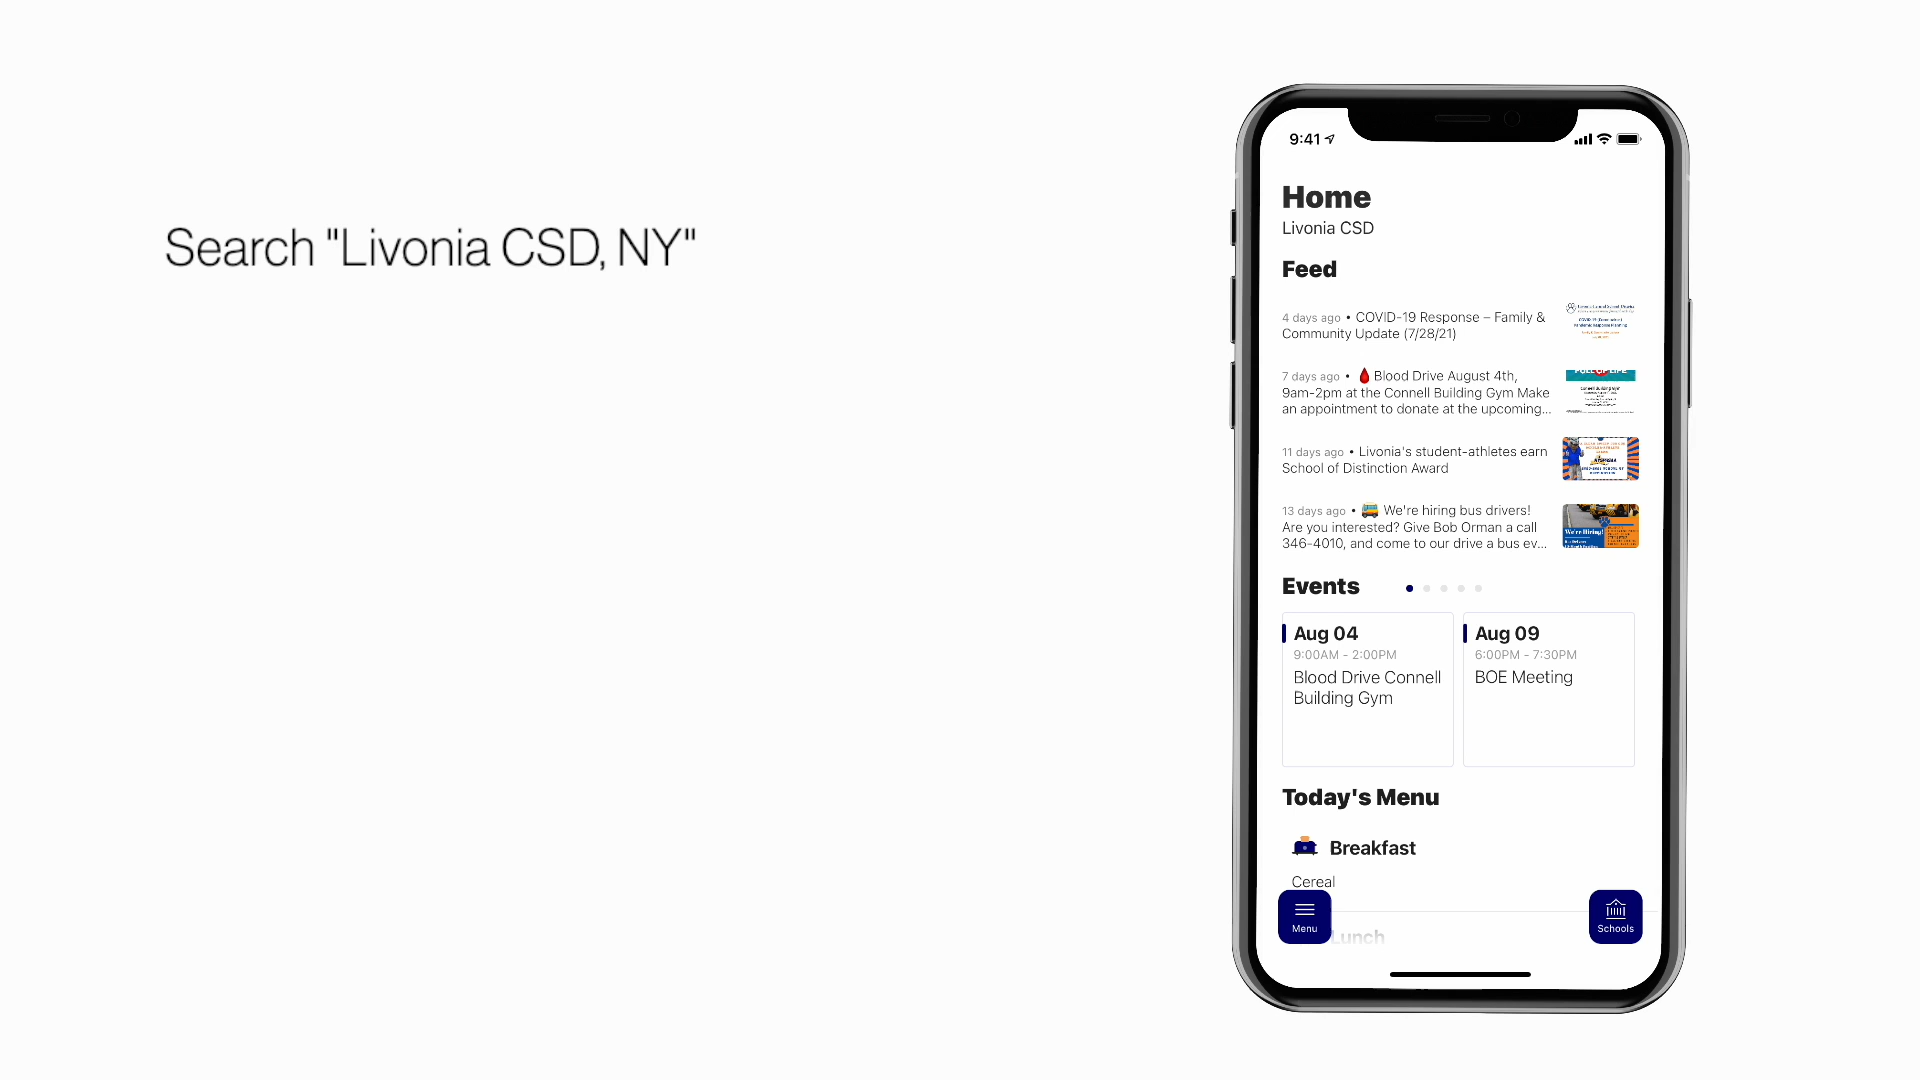 Search "Livonia CSD, NY"
9:41
Home
Livonia CSD
Feed
4 days ago • COVID-19 Response – Family &
Community Update (7/28/21)
7 days ago • 🩸Blood Drive August 4th,
9am-2pm at the Connell Building Gym Make
an appointment to donate at the upcoming...
11 days ago • Livonia's student-athletes earn
School of Distinction Award
13 days ago • 🚌 We're hiring bus drivers!
Are you interested? Give Bob Orman a call
346-4010, and come to our drive a bus ev...
We're Hiring!
Events
Aug 04
9:00AM - 2:00PM
Blood Drive Connell
Building Gym
Aug 09
6:00PM - 7:30PM
BOE Meeting
Today's Menu
Breakfast
Cereal
Lunch
Menu
Schools